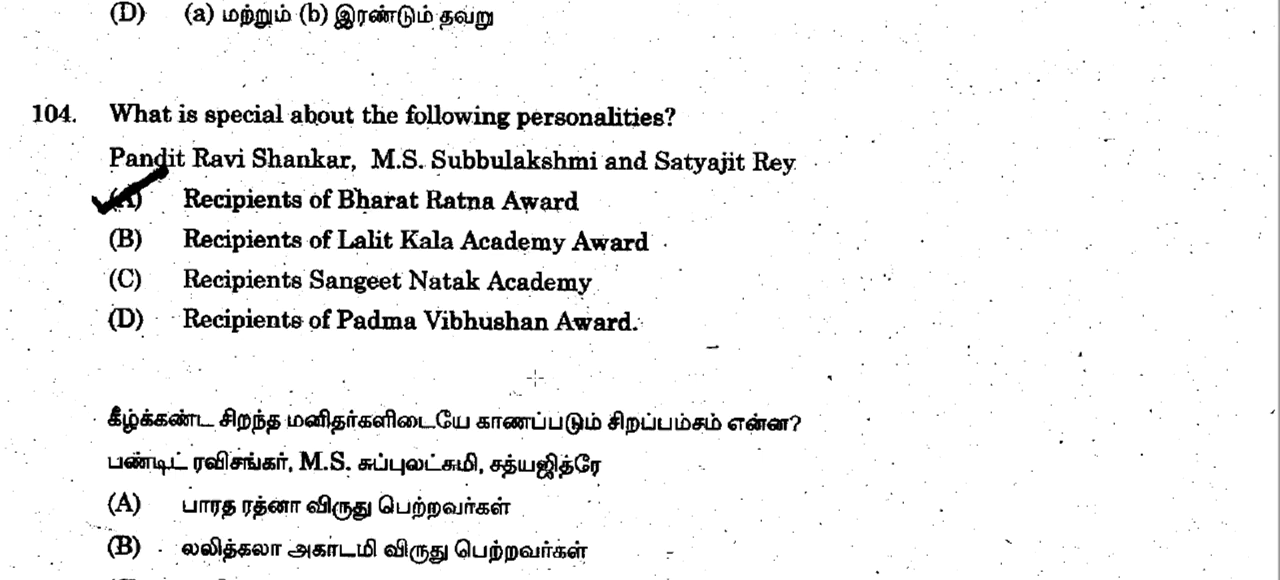 (D) (a) மற்றும் (b) இரண்டும் தவறு
104. What is special about the following personalities?
Pandit Ravi Shankar, M.S. Subbulakshmi and Satyajit Rey
(A) Recipients of Bharat Ratna Award
(B) Recipients of Lalit Kala Academy Award
(C) Recipients Sangeet Natak Academy
(D) Recipients of Padma Vibhushan Award.
கீழ்க்கண்ட சிறந்த மனிதர்களிடையே காணப்படும் சிறப்பம்சம் என்ன?
பண்டிட் ரவிசங்கர், M.S. சுப்புலட்சுமி, சத்யஜித்ரே
(A) பாரத ரத்னா விருது பெற்றவர்கள்
(B) லலித்கலா அகாடமி விருது பெற்றவர்கள்